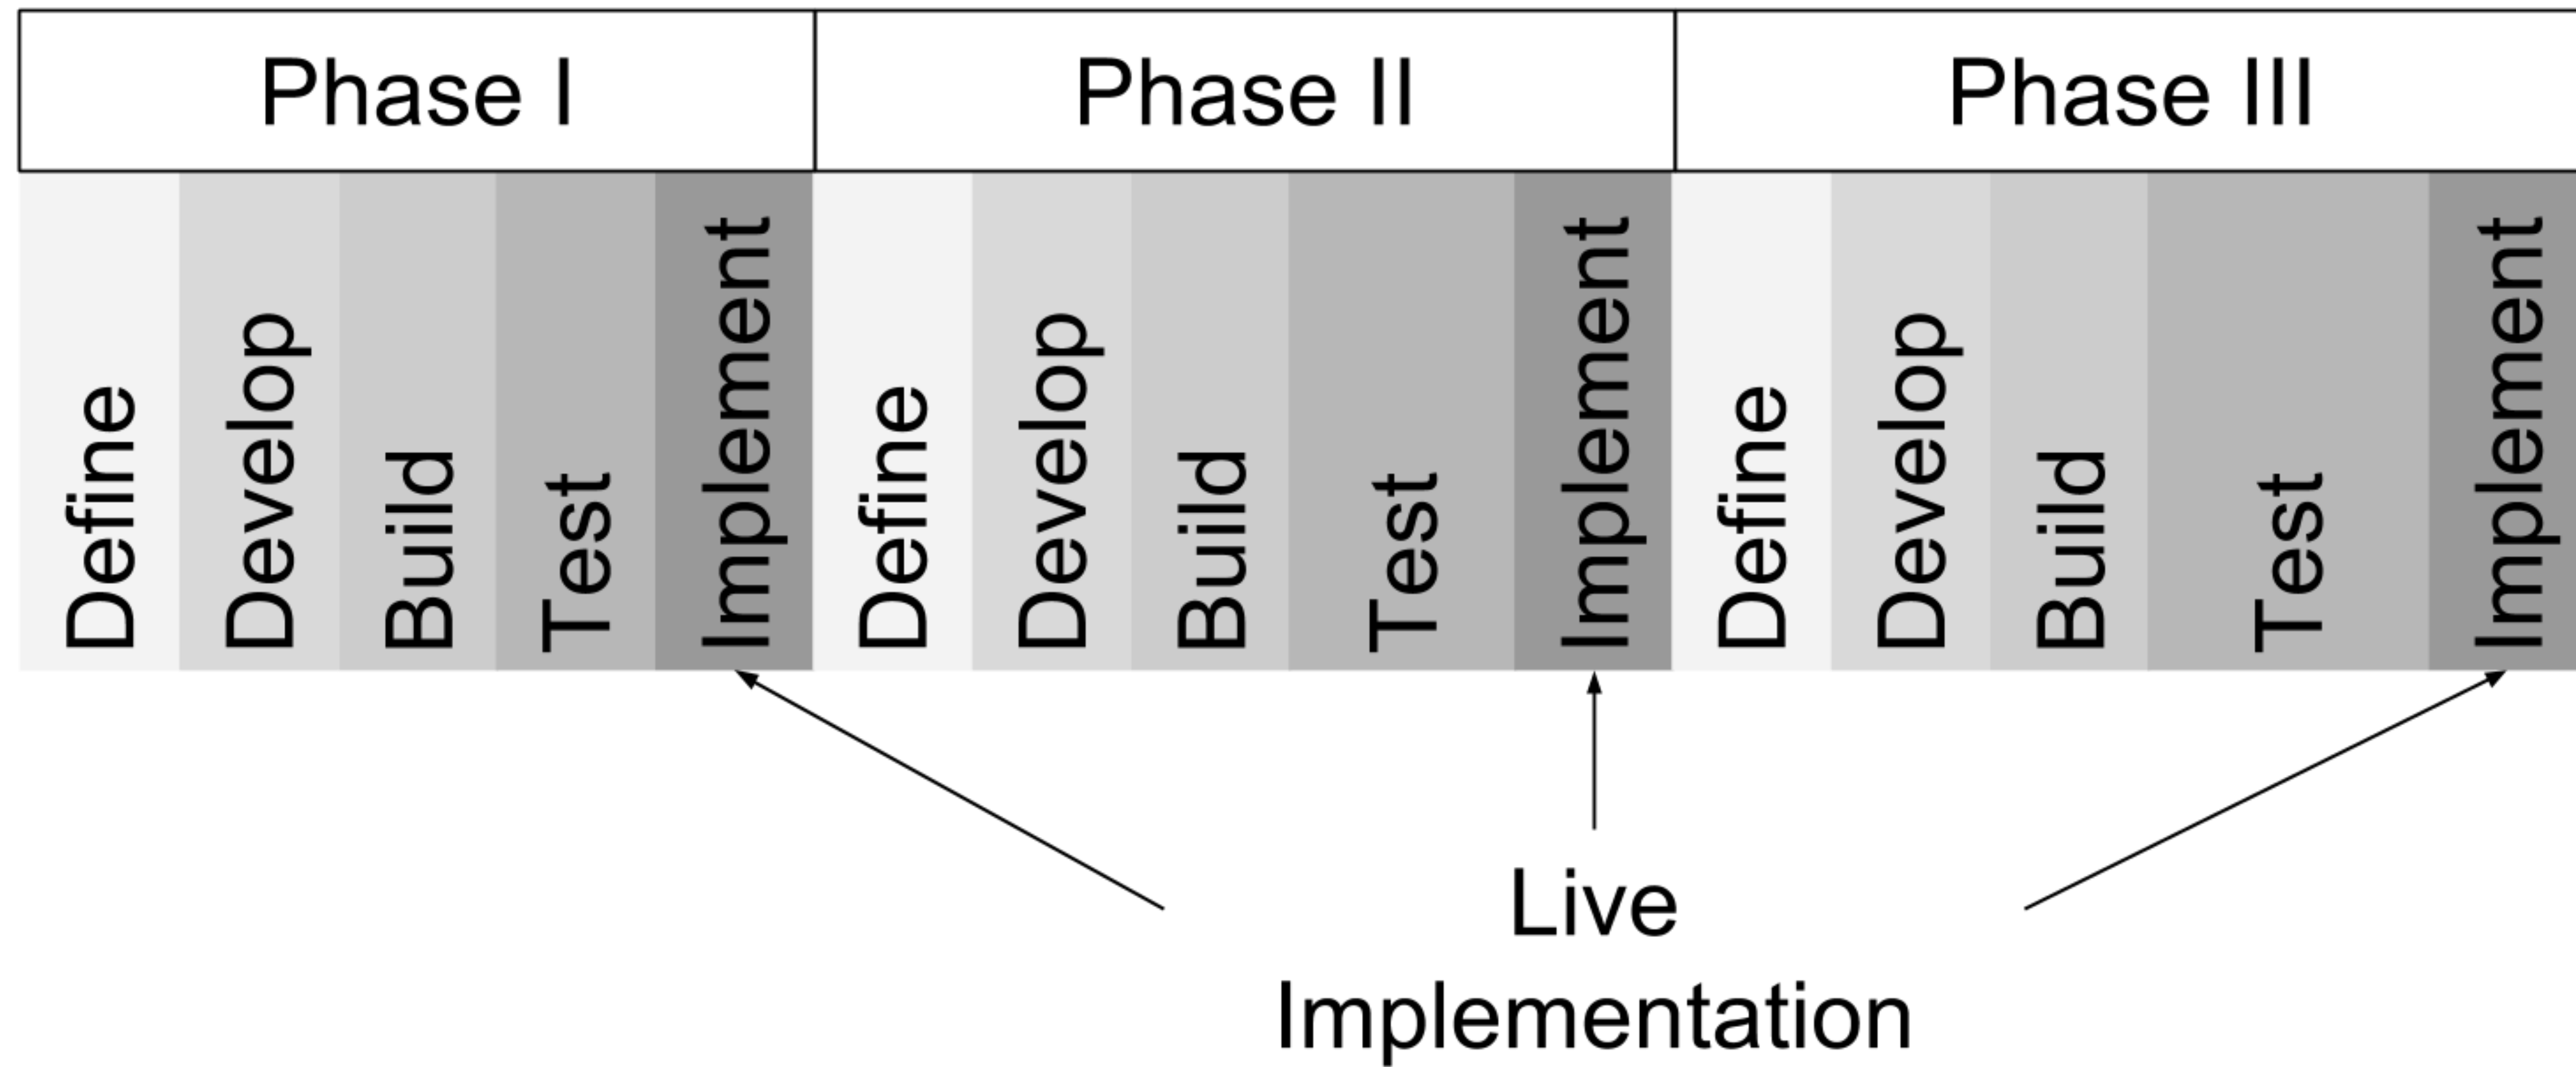 Phase I
Phase II
Phase III
Define
Develop
Build
Test
Implement
Define
Develop
Build
Test
Implement
Define
Develop
Build
Test
Implement
Live
Implementation